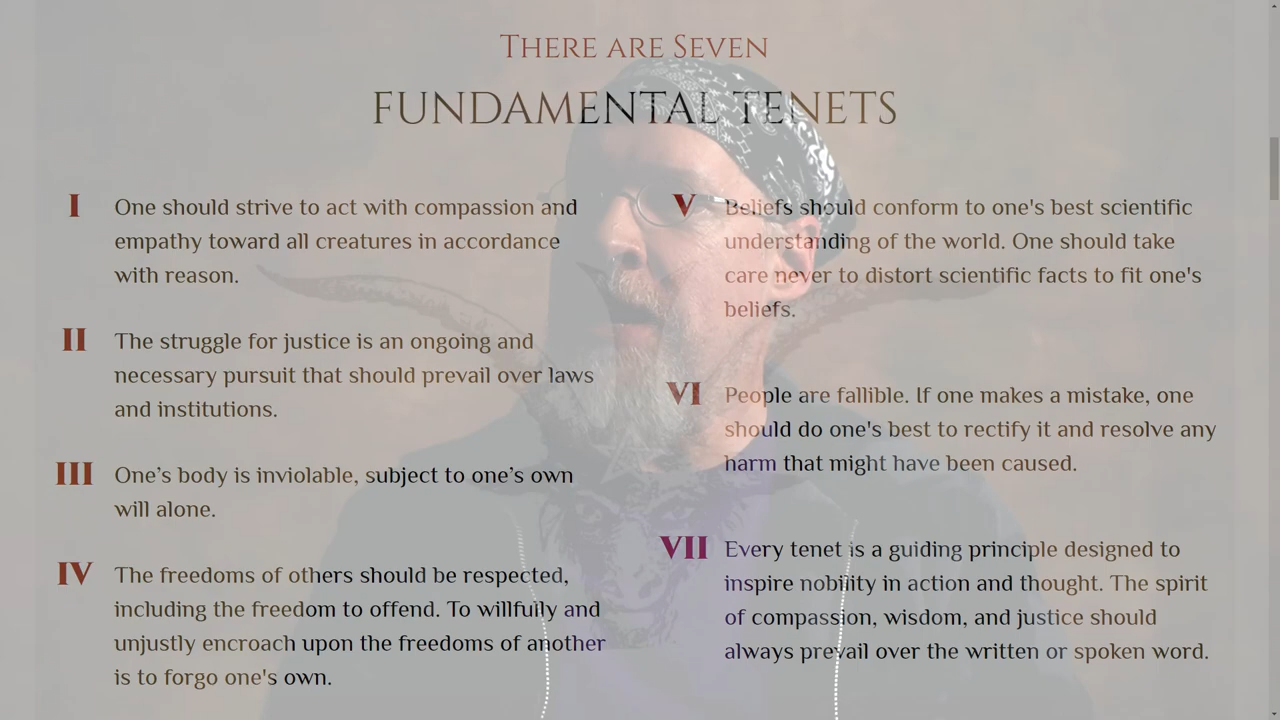 There are Seven
FUNDAMENTAL TENETS
I
One should strive to act with compassion and
empathy toward all creatures in accordance
with reason.
II
The struggle for justice is an ongoing and
necessary pursuit that should prevail over laws
and institutions.
III
One’s body is inviolable, subject to one’s own
will alone.
IV
The freedoms of others should be respected,
including the freedom to offend. To willfully and
unjustly encroach upon the freedoms of another
is to forgo one's own.
V
Beliefs should conform to one's best scientific
understanding of the world. One should take
care never to distort scientific facts to fit one's
beliefs.
VI
People are fallible. If one makes a mistake, one
should do one's best to rectify it and resolve any
harm that might have been caused.
VII
Every tenet is a guiding principle designed to
inspire nobility in action and thought. The spirit
of compassion, wisdom, and justice should
always prevail over the written or spoken word.